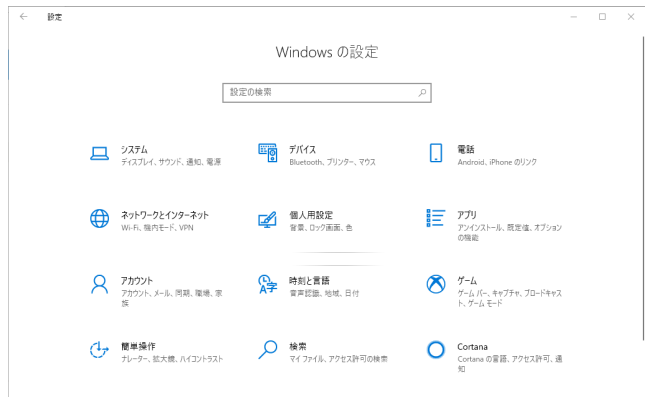 設定
Windows の設定
設定の検索
システム
ディスプレイ、サウンド、通知、電源
デバイス
Bluetooth、プリンター、マウス
電話
Android、iPhone のリンク
ネットワークとインターネット
Wi-Fi、機内モード、VPN
個人用設定
背景、ロック画面、色
アプリ
アンインストール、既定値、オプション
の機能
アカウント
アカウント、メール、同期、職場、家
族
時刻と言語
音声認識、地域、日付
ゲーム
ゲーム バー、キャプチャ、ブロードキャス
ト、ゲーム モード
簡単操作
ナレーター、拡大鏡、ハイコントラスト
検索
マイ ファイル、アクセス許可の検索
Cortana
Cortana の言語、アクセス許可、通
知